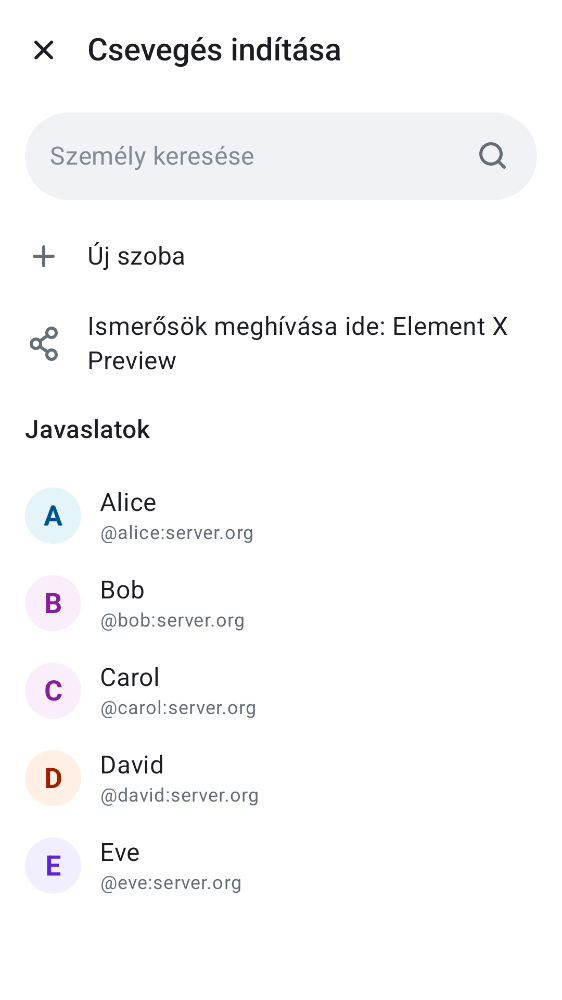 Csevegés indítása
Személy keresése
Új szoba
Ismerősök meghívása ide: Element X
Preview
Javaslatok
A
Alice
@alice:server.org
B
Bob
@bob:server.org
C
Carol
@carol:server.org
D
David
@david:server.org
E
Eve
@eve:server.org